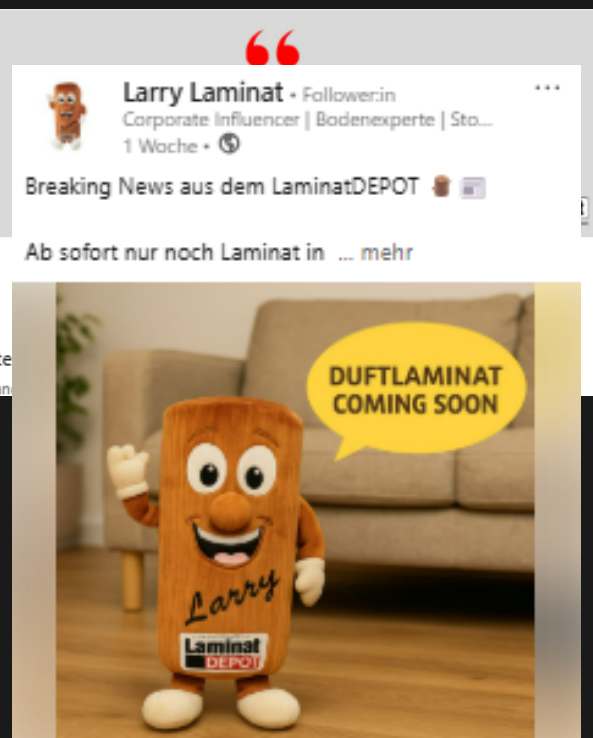 Larry Laminat • Follower:in
Corporate Influencer | Bodenexperte | Sto...
1 Woche •
Breaking News aus dem LaminatDEPOT
Ab sofort nur noch Laminat in ... mehr
DUFTLAMINAT
COMING SOON
Larry
Laminat
DEPOT